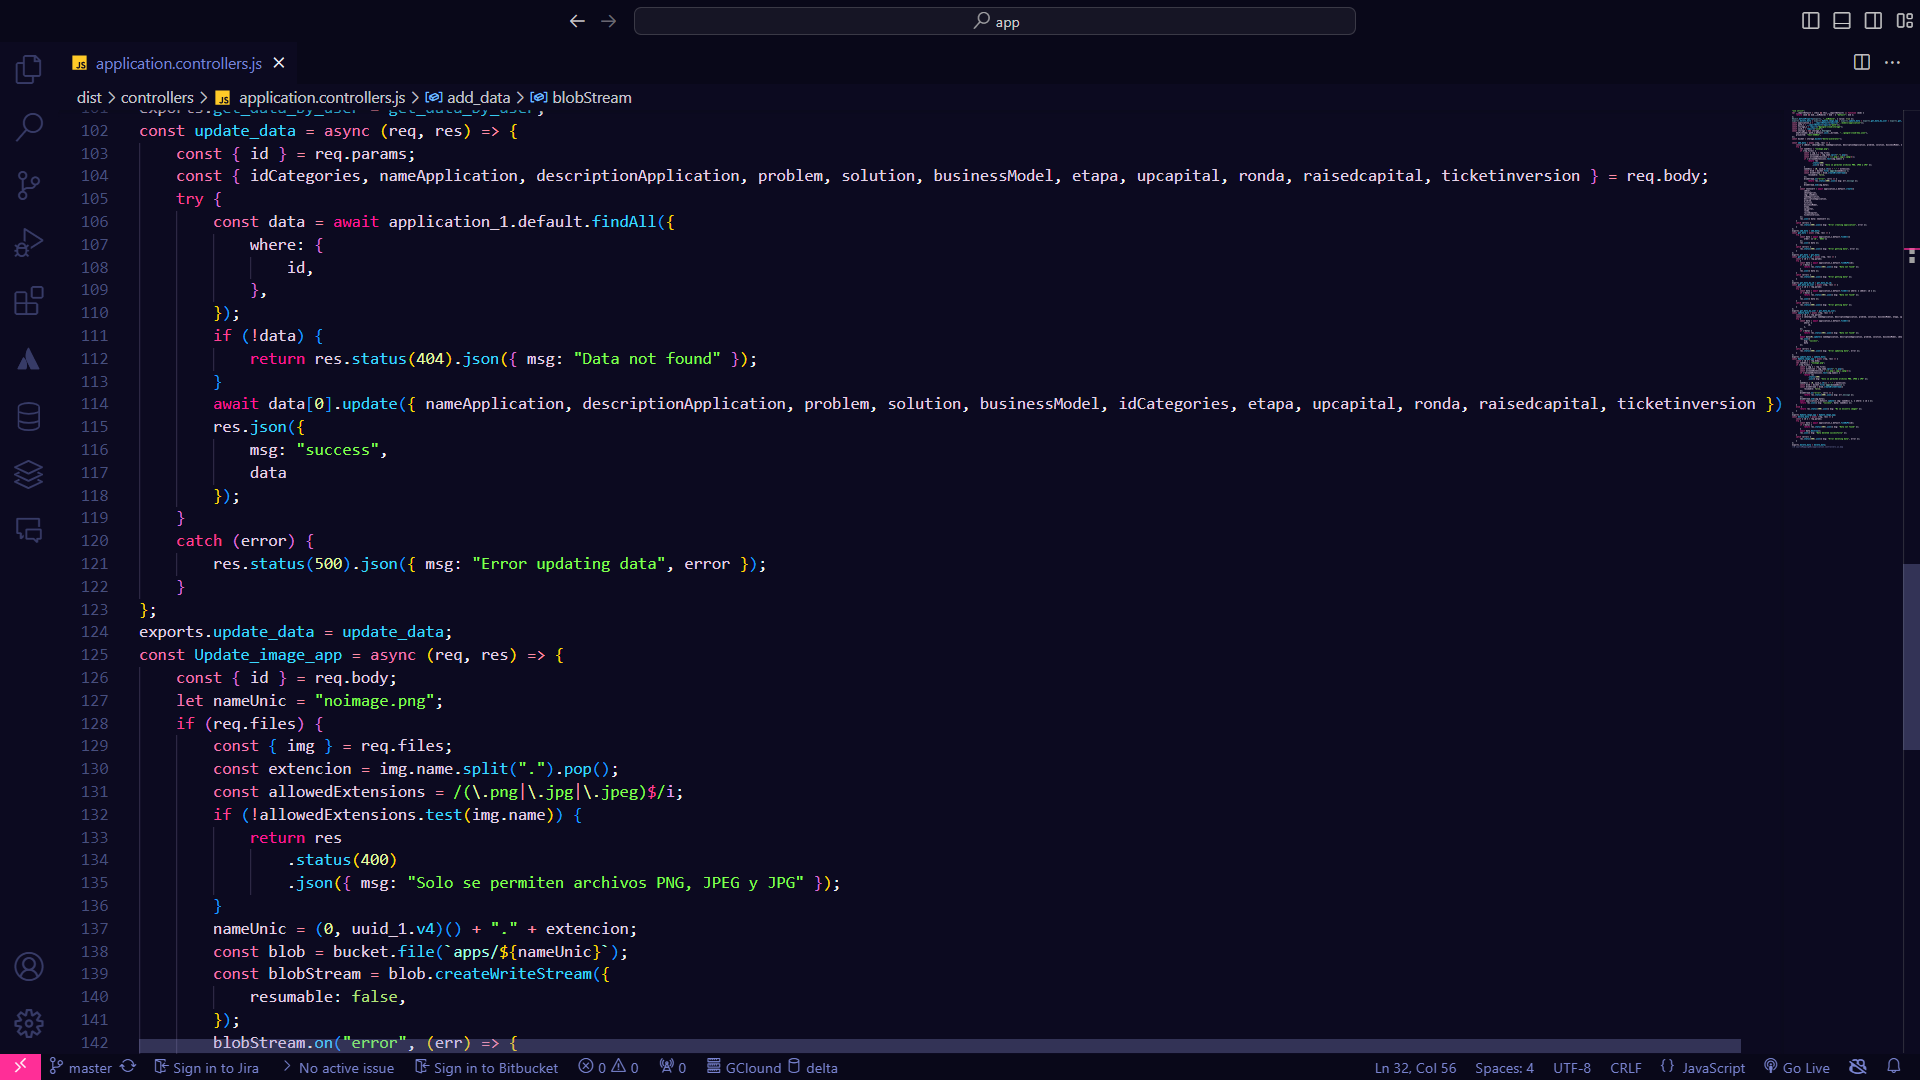 app
application.controllers.js
dist controllers application.controllers.js add_data blobStream
101 exports.get_data_by_user = get_data_by_user;
102 const update_data = async (req, res) => {
103 const { id } = req.params;
104 const { idCategories, nameApplication, descriptionApplication, problem, solution, businessModel, etapa, upcapital, ronda, raisedcapital, ticketinversion } = req.body;
105 try {
106 const data = await application_1.default.findAll({
107 where: {
108 id,
109 },
110 });
111 if (!data) {
112 return res.status(404).json({ msg: "Data not found" });
113 }
114 await data[0].update({ nameApplication, descriptionApplication, problem, solution, businessModel, idCategories, etapa, upcapital, ronda, raisedcapital, ticketinversion })
115 res.json({
116 msg: "success",
117 data
118 });
119 }
120 catch (error) {
121 res.status(500).json({ msg: "Error updating data", error });
122 }
123 };
124 exports.update_data = update_data;
125 const Update_image_app = async (req, res) => {
126 const { id } = req.body;
127 let nameUnic = "noimage.png";
128 if (req.files) {
129 const { img } = req.files;
130 const extencion = img.name.split(".").pop();
131 const allowedExtensions = /(\.png|\.jpg|\.jpeg)$/i;
132 if (!allowedExtensions.test(img.name)) {
133 return res
134 .status(400)
135 .json({ msg: "Solo se permiten archivos PNG, JPEG y JPG" });
136 }
137 nameUnic = (0, uuid_1.v4)() + "." + extencion;
138 const blob = bucket.file(`apps/${nameUnic}`);
139 const blobStream = blob.createWriteStream({
140 resumable: false,
141 });
142 blobStream.on("error", (err) => {
master Sign in to Jira No active issue Sign in to Bitbucket 0 0 0 GClound delta Ln 32, Col 56 Spaces: 4 UTF-8 CRLF {} JavaScript Go Live